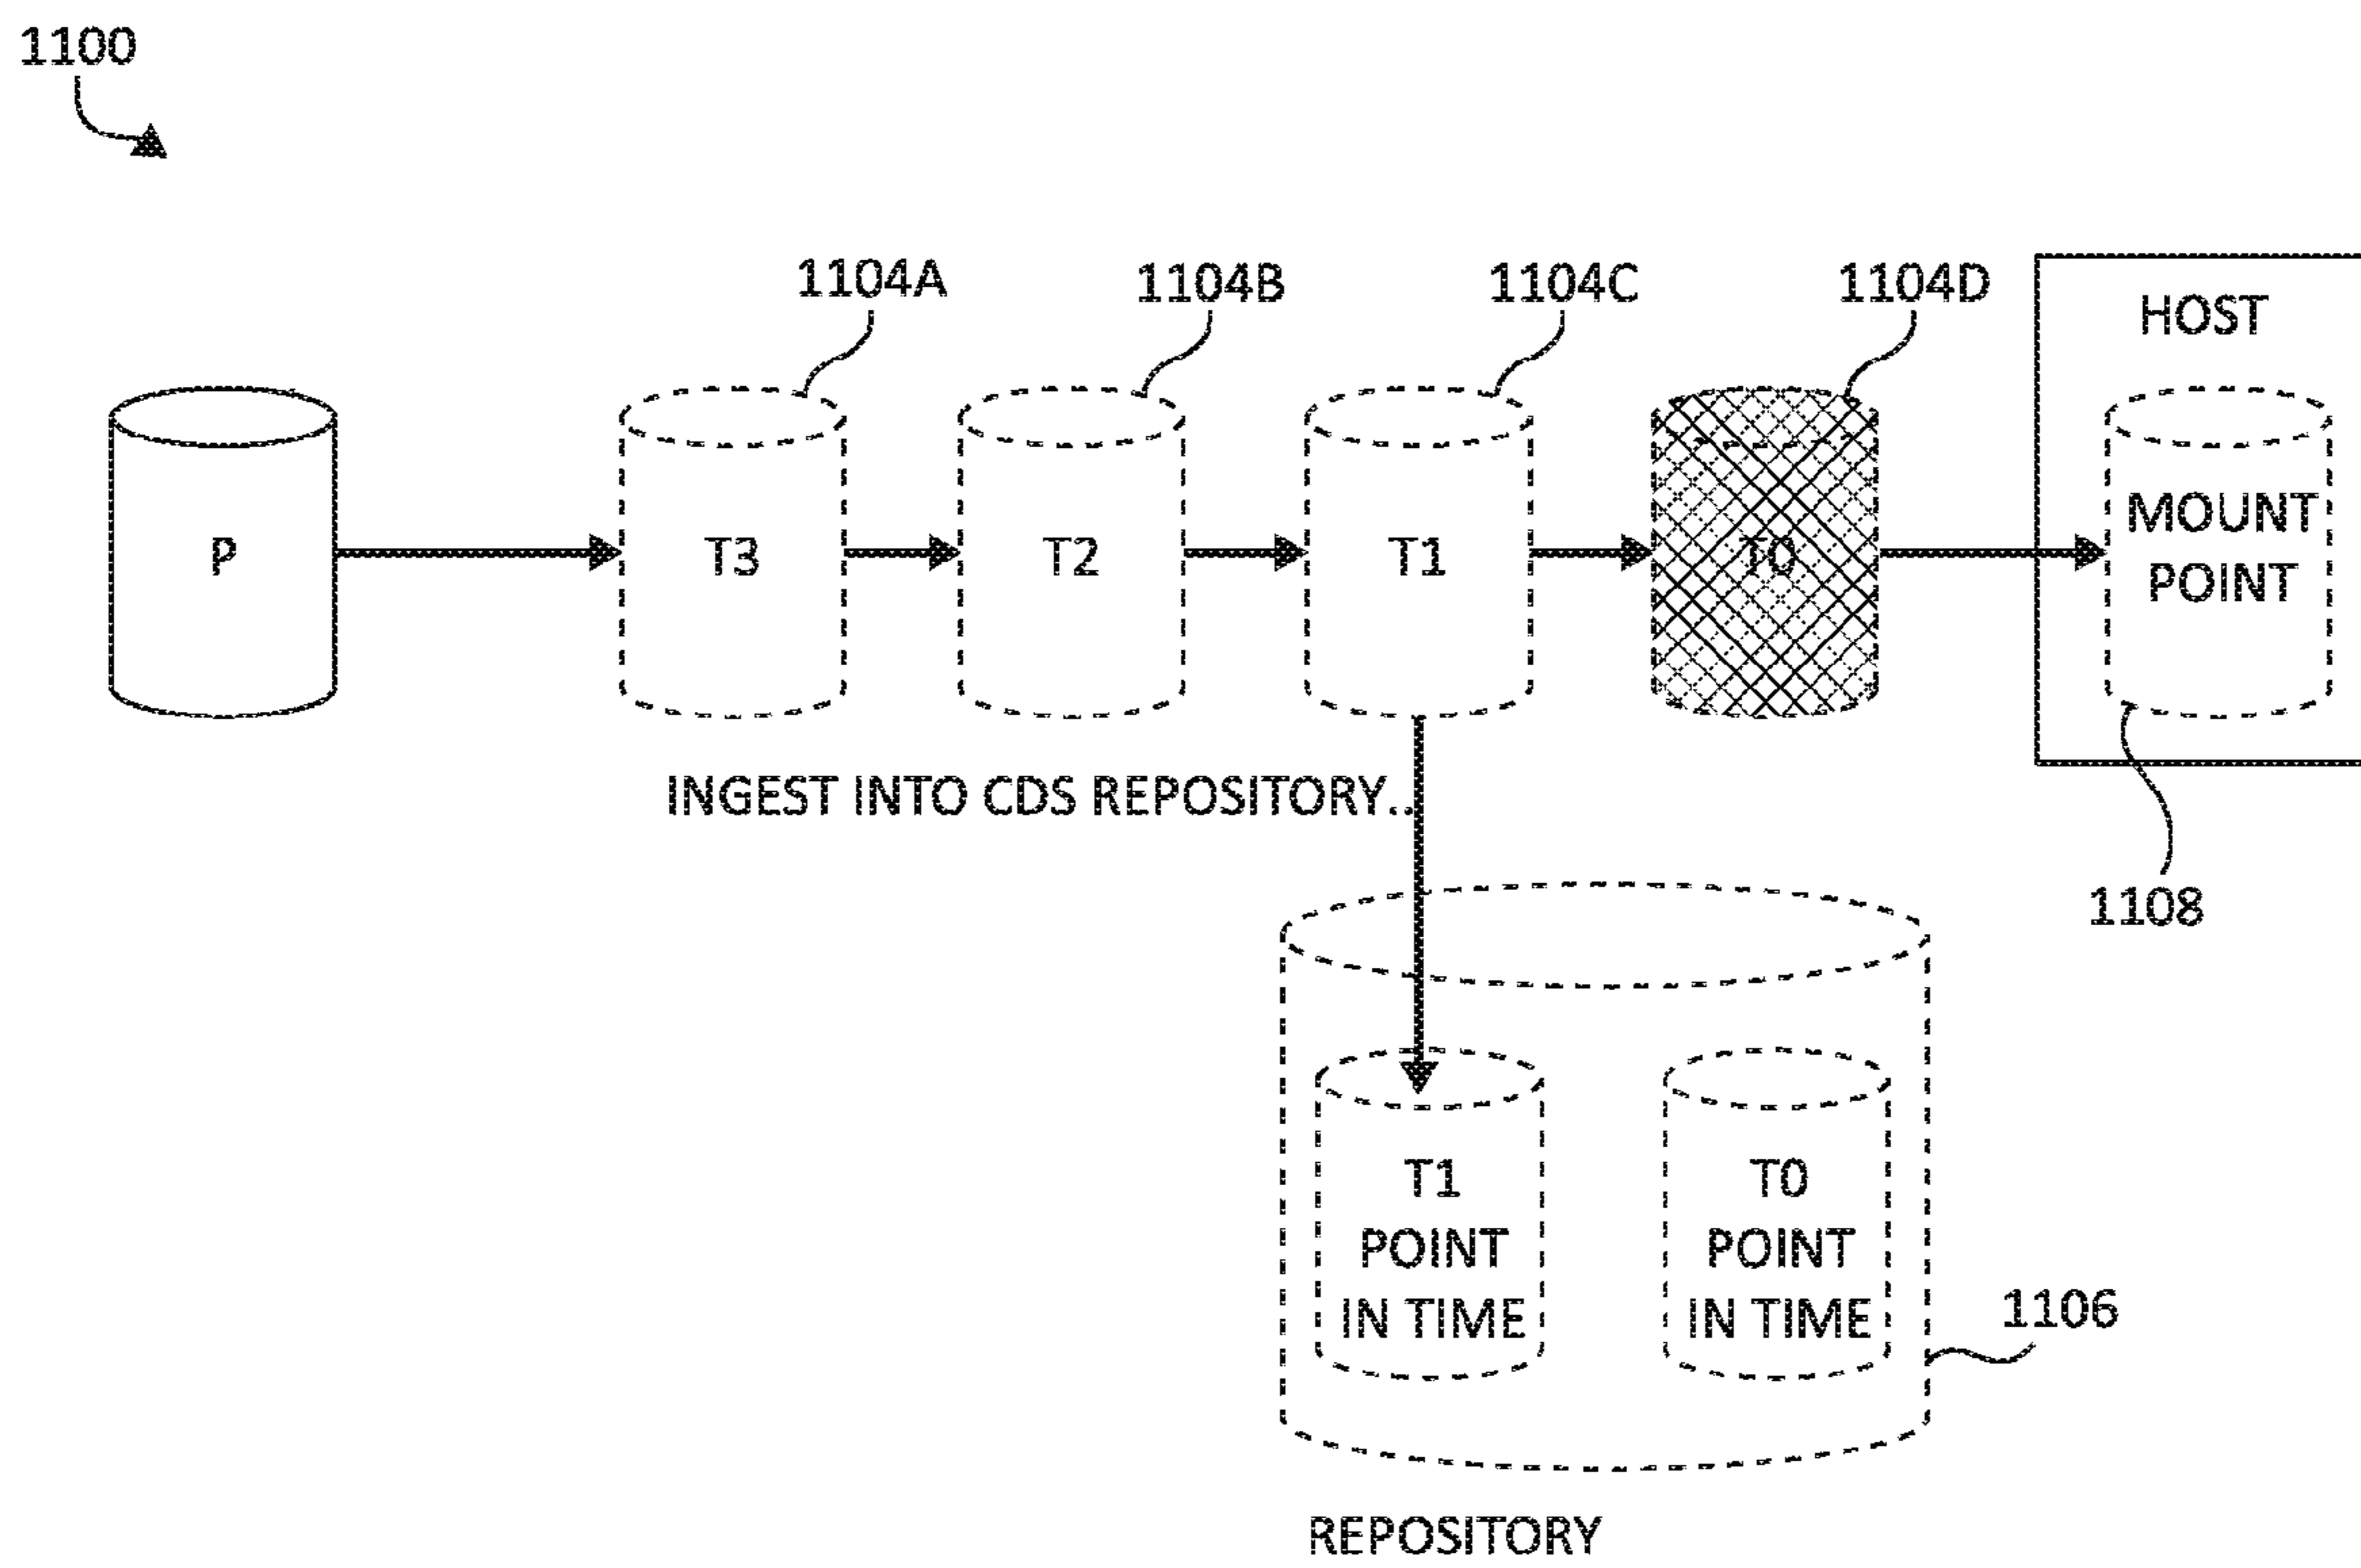 1100
1104A
1104B
1104C
1104D
HOST
P
T3
T2
T1
T0
MOUNT
POINT
INGEST INTO CDS REPOSITORY..
1108
T1
POINT
IN TIME
T0
POINT
IN TIME
1106
REPOSITORY